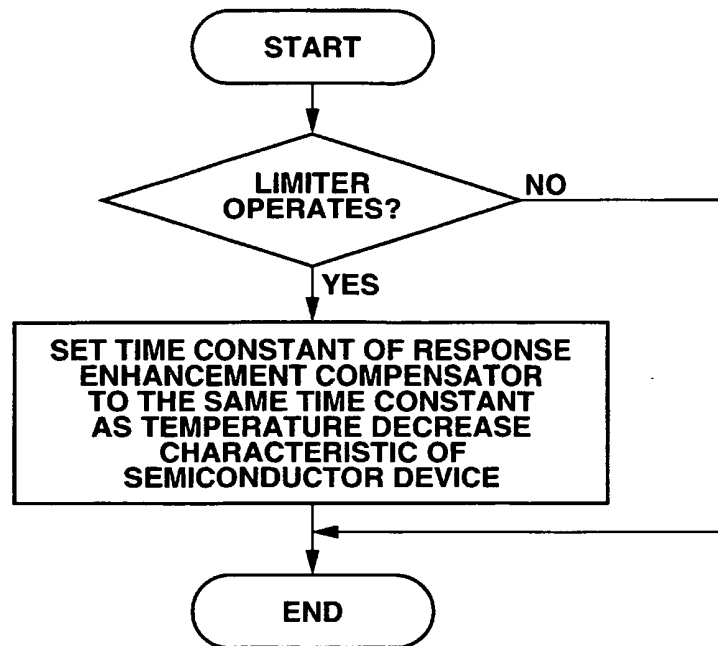 START
LIMITER
OPERATES?
NO
YES
SET TIME CONSTANT OF RESPONSE
ENHANCEMENT COMPENSATOR
TO THE SAME TIME CONSTANT
AS TEMPERATURE DECREASE
CHARACTERISTIC OF
SEMICONDUCTOR DEVICE
END